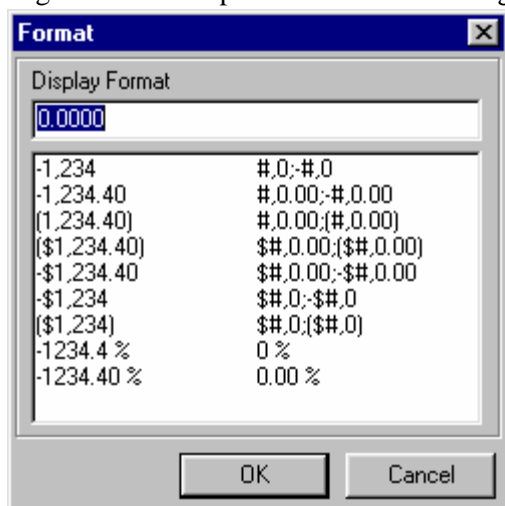 Format
Display Format
0.0000
-1,234 #,0;-#,0
-1,234.40 #,0.00;-#,0.00
(1,234.40) #,0.00;(#,0.00)
($1,234.40) $#,0.00;($#,0.00)
-$1,234.40 $#,0.00;-$#,0.00
-$1,234 $#,0;-$#,0
($1,234) $#,0;($#,0)
-1234.4 % 0 %
-1234.40 % 0.00 %
OK Cancel